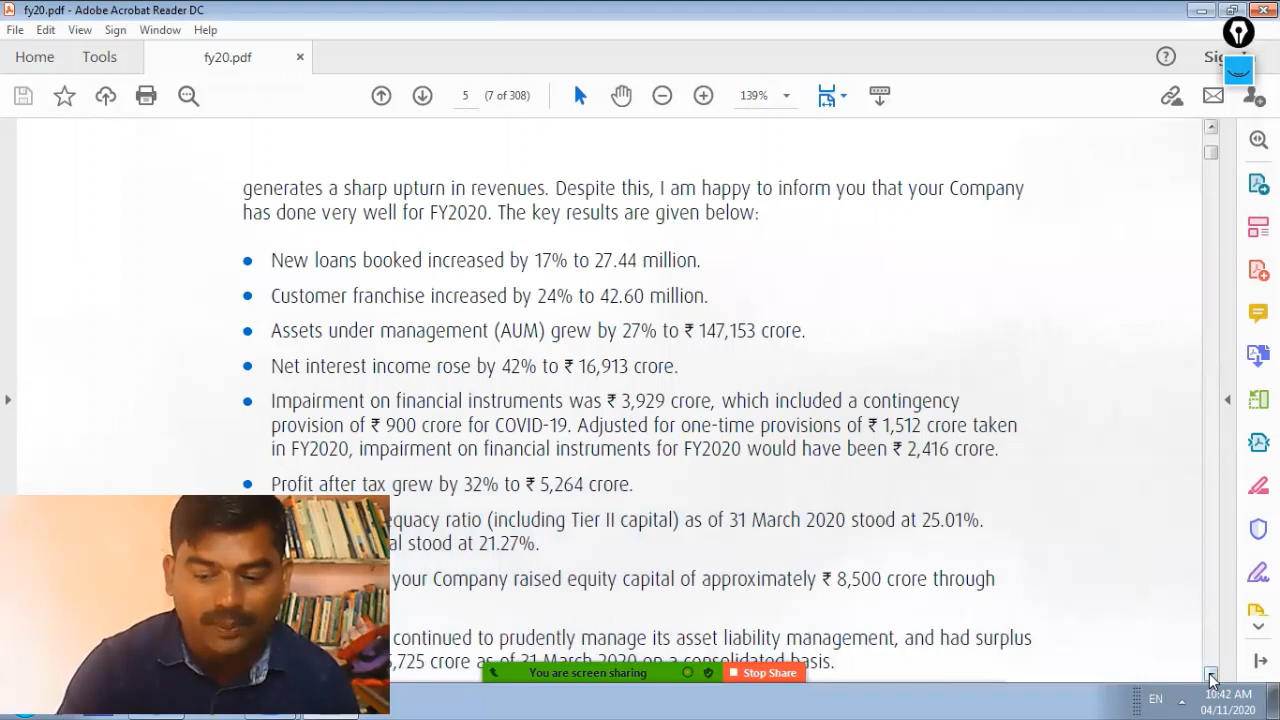 fy20.pdf - Adobe Acrobat Reader DC
File Edit View Sign Window Help
Home Tools fy20.pdf ×
5 (7 of 308) 139%
generates a sharp upturn in revenues. Despite this, I am happy to inform you that your Company
has done very well for FY2020. The key results are given below:
• New loans booked increased by 17% to 27.44 million.
• Customer franchise increased by 24% to 42.60 million.
• Assets under management (AUM) grew by 27% to ₹ 147,153 crore.
• Net interest income rose by 42% to ₹ 16,913 crore.
• Impairment on financial instruments was ₹ 3,929 crore, which included a contingency
provision of ₹ 900 crore for COVID-19. Adjusted for one-time provisions of ₹ 1,512 crore taken
in FY2020, impairment on financial instruments for FY2020 would have been ₹ 2,416 crore.
• Profit after tax grew by 32% to ₹ 5,264 crore.
ratio (including Tier II capital) as of 31 March 2020 stood at 25.01%.
stood at 21.27%.
your Company raised equity capital of approximately ₹ 8,500 crore through
continued to prudently manage its asset liability management, and had surplus
crore as of 31 March 2020 on a consolidated basis.
You are screen sharing Stop Share
EN 10:42 AM
04/11/2020